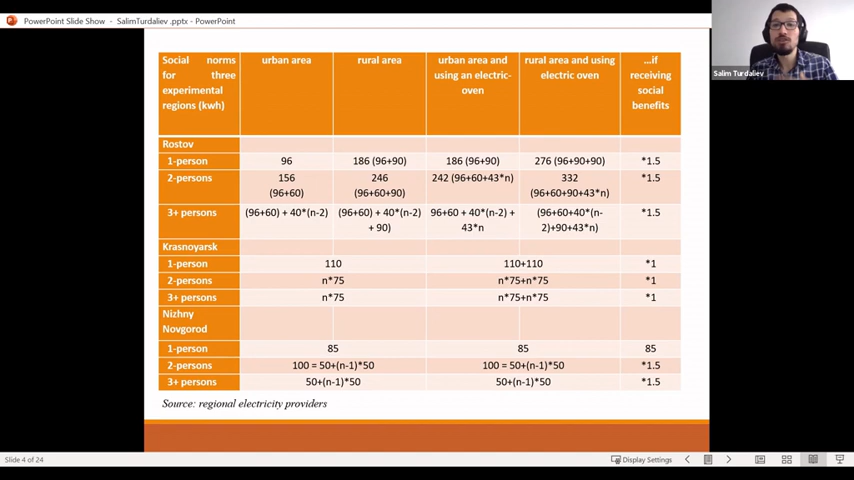 PowerPoint Slide Show - SalimTurdaliev .pptx - PowerPoint
Salim Turdaliev
Social norms for three experimental regions (kwh) urban area rural area urban area and using an electric-oven rural area and using electric oven ...if receiving social benefits
Rostov
1-person 96 186 (96+90) 186 (96+90) 276 (96+90+90) *1.5
2-persons 156 (96+60) 246 (96+60+90) 242 (96+60+43*n) 332 (96+60+90+43*n) *1.5
3+ persons (96+60) + 40*(n-2) (96+60) + 40*(n-2) + 90) 96+60 + 40*(n-2) + 43*n (96+60+40*(n-2)+90+43*n) *1.5
Krasnoyarsk
1-person 110 110+110 *1
2-persons n*75 n*75+n*75 *1
3+ persons n*75 n*75+n*75 *1
Nizhny Novgorod
1-person 85 85 85
2-persons 100 = 50+(n-1)*50 100 = 50+(n-1)*50 *1.5
3+ persons 50+(n-1)*50 50+(n-1)*50 *1.5
Source: regional electricity providers
Slide 4 of 24
Display Settings